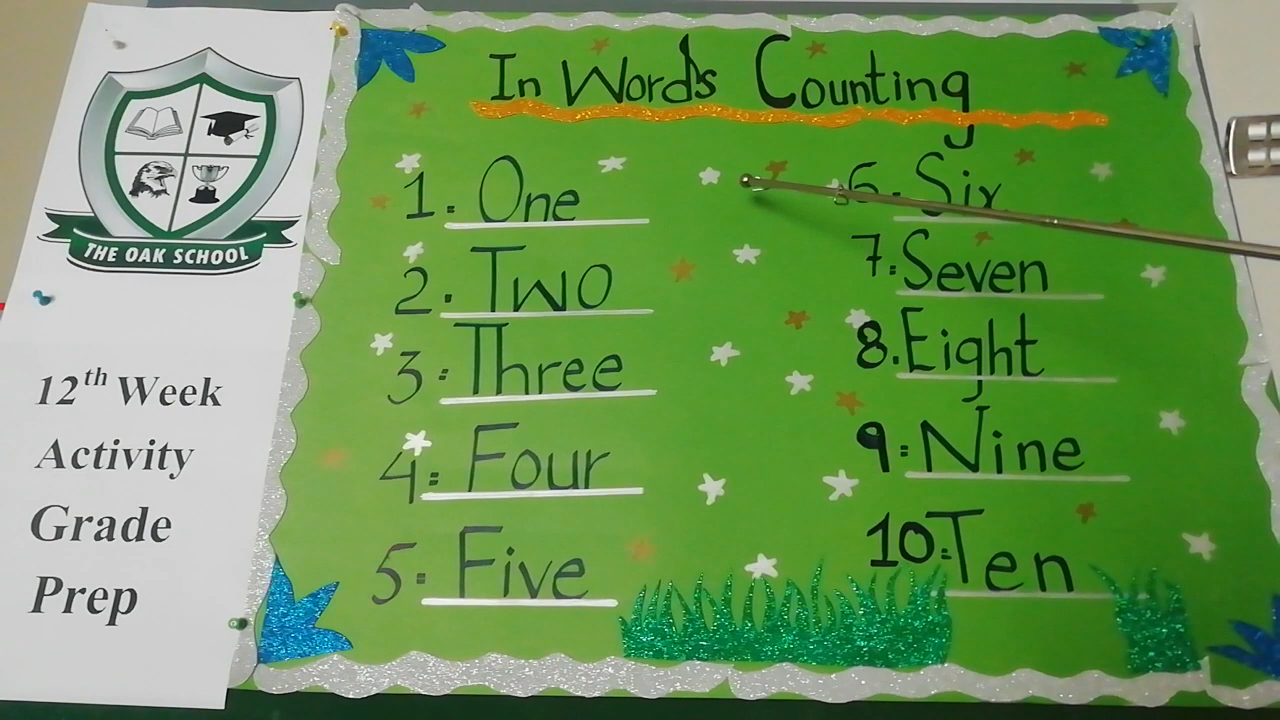 THE OAK SCHOOL
12th Week
Activity
Grade
Prep
In Words Counting
1. One
2. Two
3. Three
4. Four
5. Five
6. Six
7. Seven
8. Eight
9. Nine
10. Ten